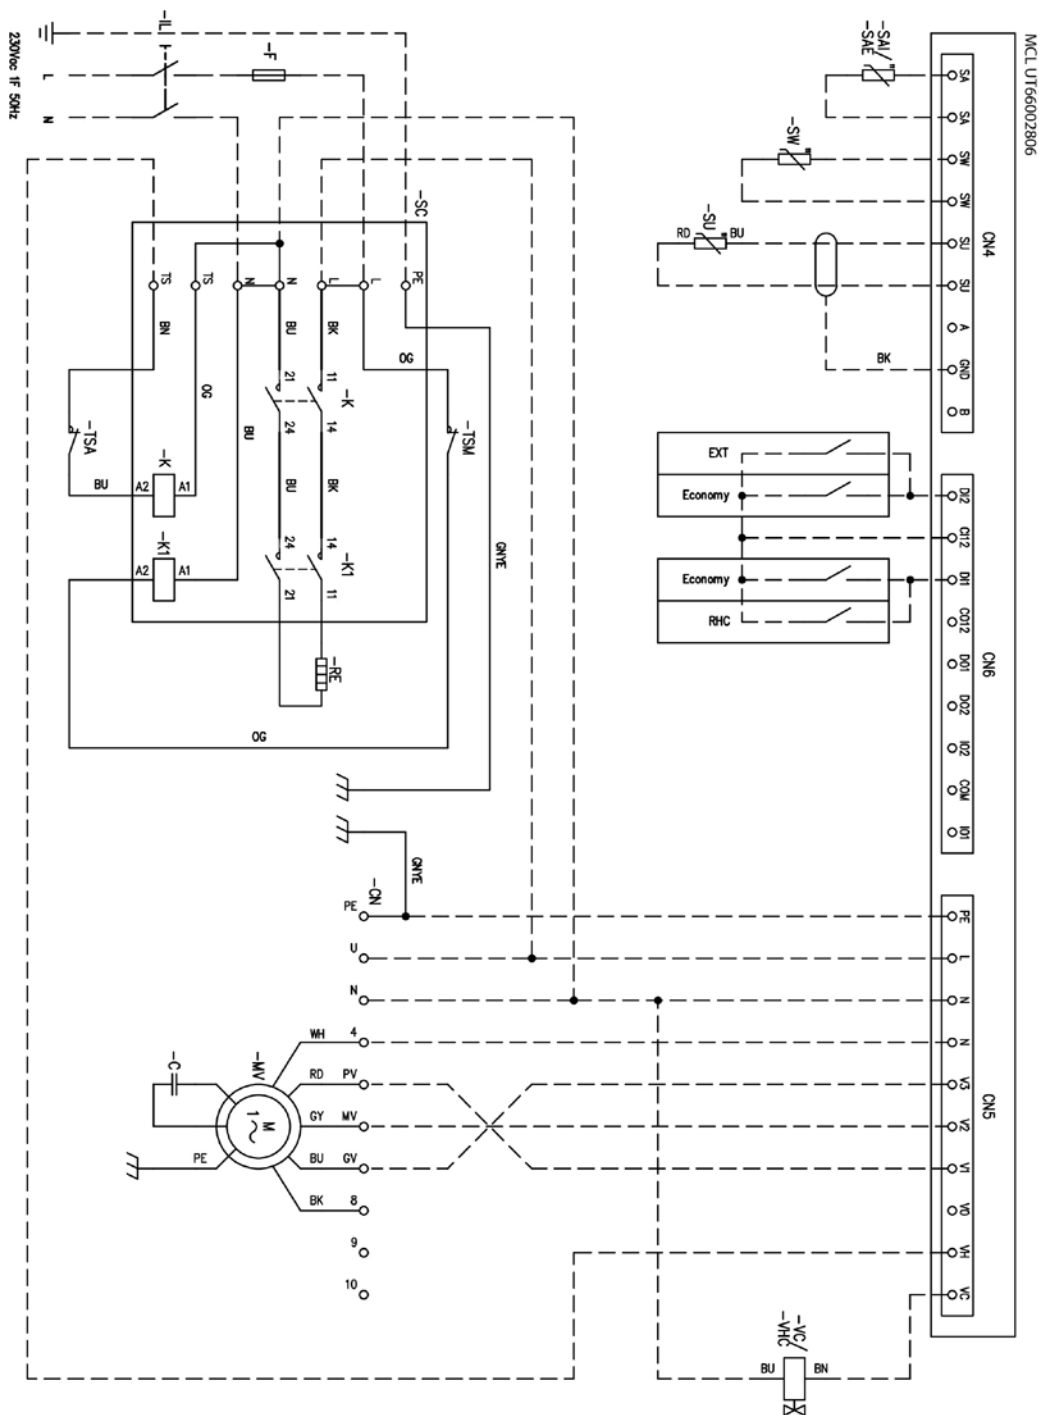 MCL UT66002806
CN4
SA
SA
SW
SW
SU
SU
A
GND
B
CN6
DI2
CI12
DI1
CO12
DO1
DO2
IO2
COM
IO1
CN5
PE
L
N
N
V3
V2
V1
V0
VH
VC
-SAI/
-SAE
-SW
-SU
RD
BU
BK
EXT
Economy
Economy
RHC
-VC/
-VHC
BU
BN
230Vac 1F 50Hz
L
N
-IL
-F
-SC
PE
L
L
N
N
TS
TS
OG
BK
BU
BN
OG
BU
11
14
21
24
-K
-TSM
-TSA
BU
-K
A2
A1
BK
BU
14
11
24
21
-K1
-K1
A2
A1
-RE
OG
GNYE
GNYE
-CN
PE
U
N
4
PV
MV
GV
8
9
10
WH
RD
GY
BU
BK
PE
-MV
M
1~
-C